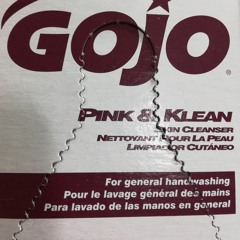 GOJO
PINK & KLEAN
SKIN CLEANSER
NETTOYANT POUR LA PEAU
LIMPIADOR CUTÁNEO
For general handwashing
Pour le lavage général des mains
Para lavado de las manos en general